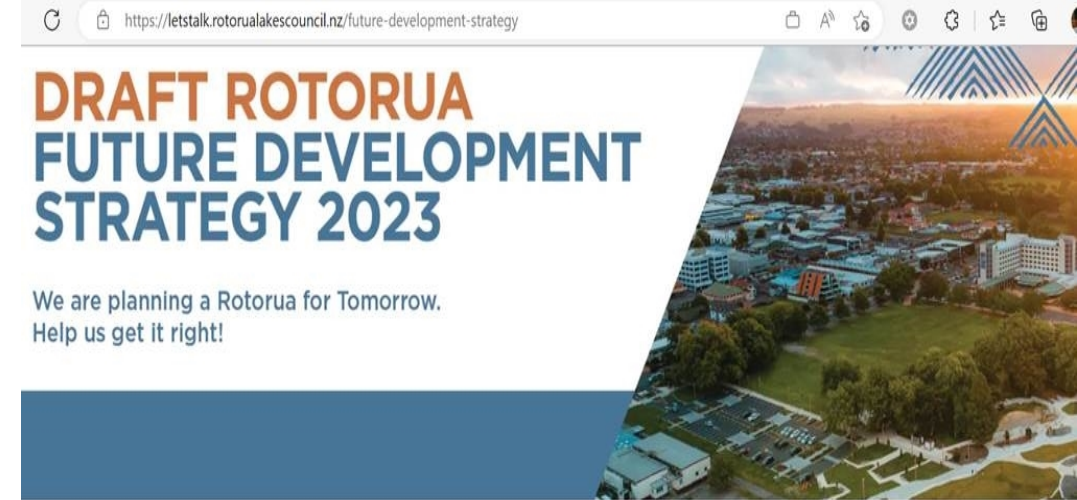 https://letstalk.rotorualakescouncil.nz/future-development-strategy
DRAFT ROTORUA
FUTURE DEVELOPMENT
STRATEGY 2023
We are planning a Rotorua for Tomorrow.
Help us get it right!